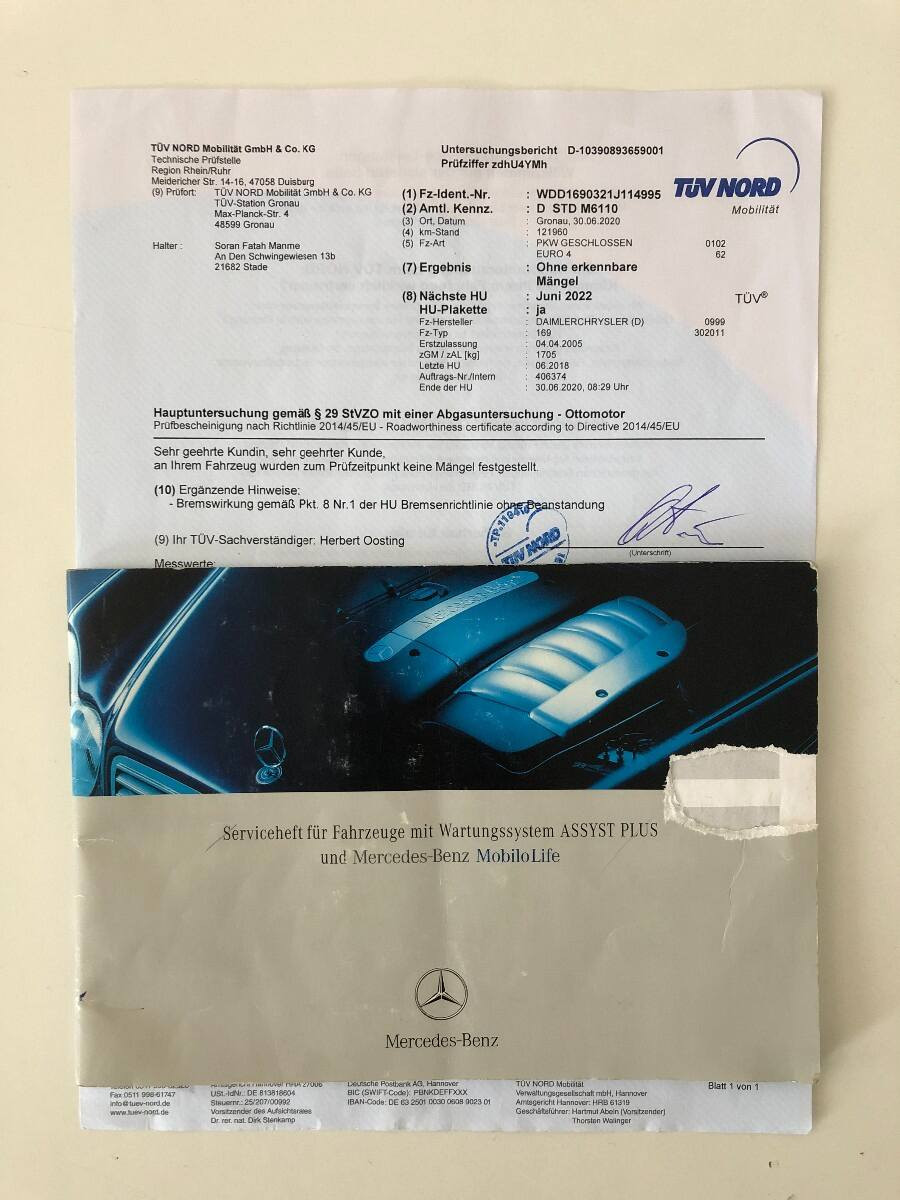 TÜV NORD Mobilität GmbH & Co. KG
Technische Prüfstelle
Region Rhein/Ruhr
Meidericher Str. 14-16, 47058 Duisburg
(9) Prüfort: TÜV NORD Mobilität GmbH & Co. KG
TÜV-Station Gronau
Max-Planck-Str. 4
48599 Gronau
Halter : Soran Fatah Manme
An Den Schwingewiesen 13b
21682 Stade
Untersuchungsbericht D-10390893659001
Prüfziffer zdhU4YMh
(1) Fz-Ident.-Nr. : WDD1690321J114995
(2) Amtl. Kennz. : D STD M6110
(3) Ort, Datum : Gronau, 30.06.2020
(4) km-Stand : 121960
(5) Fz-Art : PKW GESCHLOSSEN 0102
EURO 4 62
(7) Ergebnis : Ohne erkennbare
Mängel
(8) Nächste HU : Juni 2022
HU-Plakette : ja
Fz-Hersteller : DAIMLERCHRYSLER (D) 0999
Fz-Typ : 169 302011
Erstzulassung : 04.04.2005
zGM / zAL [kg] : 1705
Letzte HU : 06.2018
Auftrags-Nr./Intern : 406374
Ende der HU : 30.06.2020, 08:29 Uhr
TÜV NORD
Mobilität
TÜV®
Hauptuntersuchung gemäß § 29 StVZO mit einer Abgasuntersuchung - Ottomotor
Prüfbescheinigung nach Richtlinie 2014/45/EU - Roadworthiness certificate according to Directive 2014/45/EU
Sehr geehrte Kundin, sehr geehrter Kunde,
an Ihrem Fahrzeug wurden zum Prüfzeitpunkt keine Mängel festgestellt.
(10) Ergänzende Hinweise:
- Bremswirkung gemäß Pkt. 8 Nr.1 der HU Bremsenrichtlinie ohne Beanstandung
TÜV NORD
(9) Ihr TÜV-Sachverständiger: Herbert Oosting
(Unterschrift)
Messwerte:
Mercedes-Benz
Serviceheft für Fahrzeuge mit Wartungssystem ASSYST PLUS
und Mercedes-Benz MobiloLife
Mercedes-Benz
Fax 0511 998-61747
info@tuev-nord.de
www.tuev-nord.de
Amtsgericht Hannover HRA 27006
USt.-IdNr.: DE 813818604
Steuernr.: 25/207/00992
Vorsitzender des Aufsichtsrates
Dr. rer. nat. Dirk Stenkamp
Deutsche Postbank AG, Hannover
BIC (SWIFT-Code): PBNKDEFFXXX
IBAN-Code: DE 63 2501 0030 0608 9023 01
TÜV NORD Mobilität
Verwaltungsgesellschaft mbH, Hannover
Amtsgericht Hannover: HRB 61319
Geschäftsführer: Hartmut Abeln (Vorsitzender)
Thorsten Walinger
Blatt 1 von 1